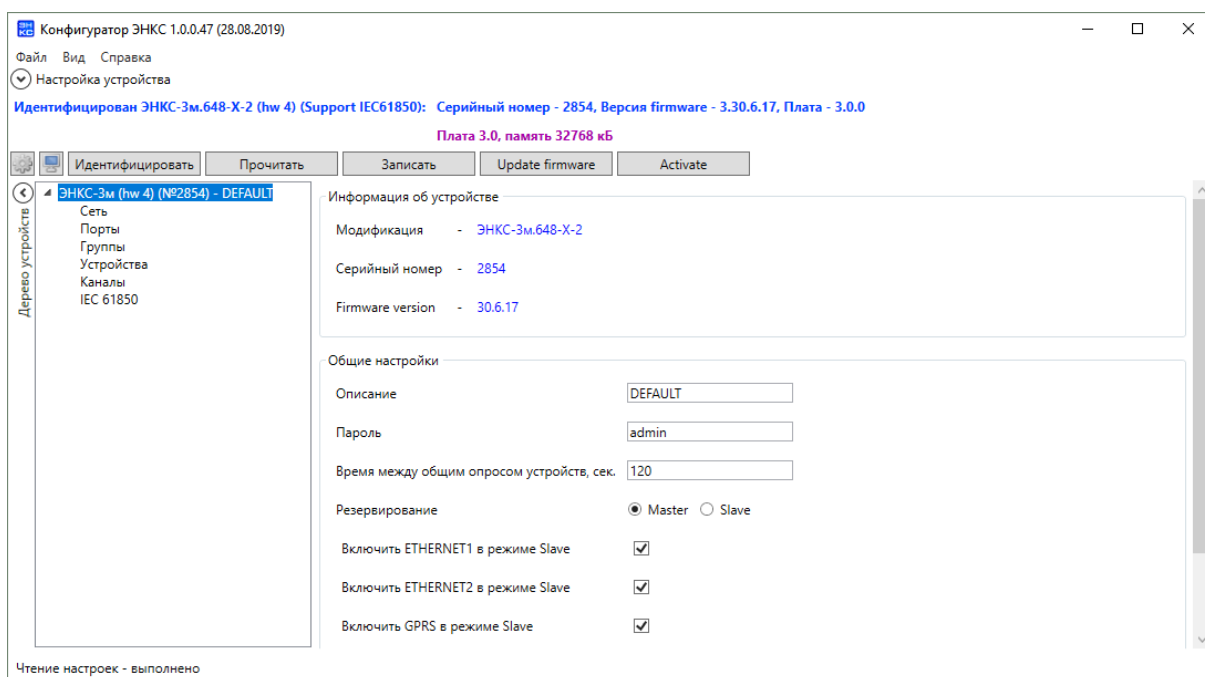 ЭН
КС
Конфигуратор ЭНКС 1.0.0.47 (28.08.2019)
Файл Вид Справка
Настройка устройства
Идентифицирован ЭНКС-3м.648-X-2 (hw 4) (Support IEC61850): Серийный номер - 2854, Версия firmware - 3.30.6.17, Плата - 3.0.0
Плата 3.0, память 32768 кБ
Идентифицировать Прочитать Записать Update firmware Activate
Дерево устройств
ЭНКС-3м (hw 4) (№2854) - DEFAULT
Сеть
Порты
Группы
Устройства
Каналы
IEC 61850
Информация об устройстве
Модификация - ЭНКС-3м.648-X-2
Серийный номер - 2854
Firmware version - 30.6.17
Общие настройки
Описание DEFAULT
Пароль admin
Время между общим опросом устройств, сек. 120
Резервирование Master Slave
Включить ETHERNET1 в режиме Slave
Включить ETHERNET2 в режиме Slave
Включить GPRS в режиме Slave
Чтение настроек - выполнено